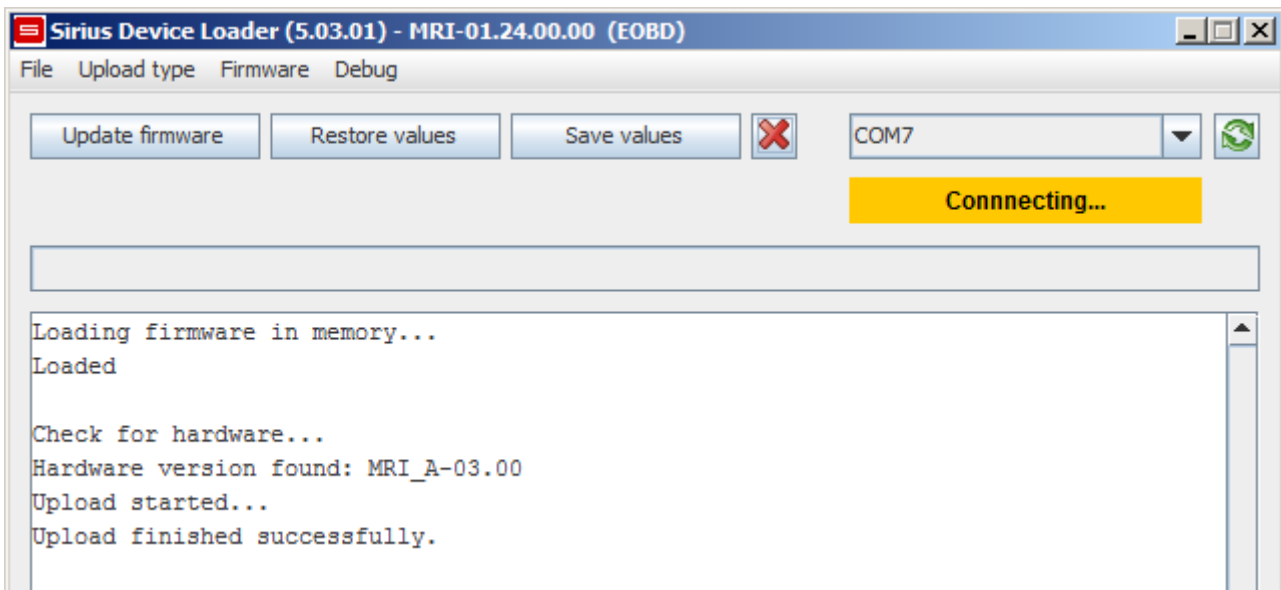 Sirius Device Loader (5.03.01) - MRI-01.24.00.00 (EOBD)
File Upload type Firmware Debug
Update firmware Restore values Save values COM7
Connnecting...
Loading firmware in memory...
Loaded
Check for hardware...
Hardware version found: MRI_A-03.00
Upload started...
Upload finished successfully.